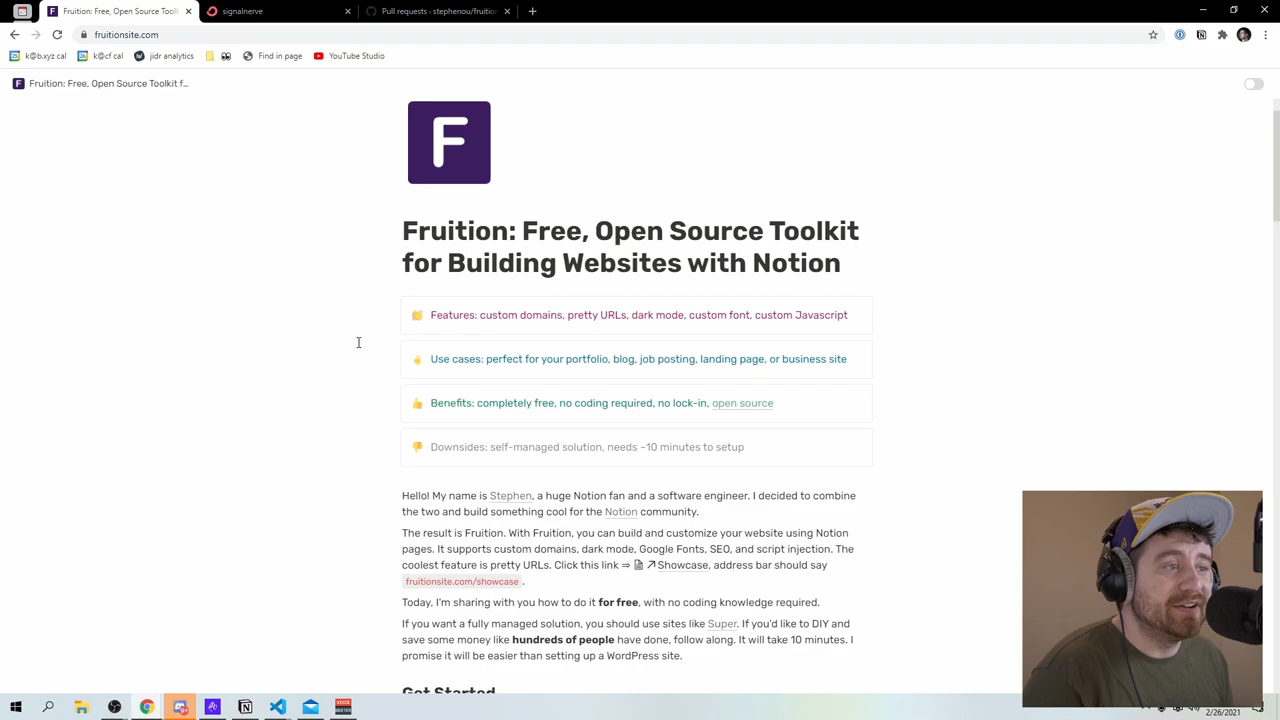 Fruition: Free, Open Source Toolkit
signalnerve
Pull requests · stephenou/fruition
fruitionsite.com
k@b.xyz cal
k@cf cal
jidr analytics
Find in page
YouTube Studio
F
Fruition: Free, Open Source Toolkit f...
F
Fruition: Free, Open Source Toolkit
for Building Websites with Notion
Features: custom domains, pretty URLs, dark mode, custom font, custom Javascript
Use cases: perfect for your portfolio, blog, job posting, landing page, or business site
Benefits: completely free, no coding required, no lock-in, open source
Downsides: self-managed solution, needs ~10 minutes to setup
Hello! My name is Stephen, a huge Notion fan and a software engineer. I decided to combine
the two and build something cool for the Notion community.
The result is Fruition. With Fruition, you can build and customize your website using Notion
pages. It supports custom domains, dark mode, Google Fonts, SEO, and script injection. The
coolest feature is pretty URLs. Click this link ⇒ Showcase, address bar should say
fruitionsite.com/showcase.
Today, I'm sharing with you how to do it for free, with no coding knowledge required.
If you want a fully managed solution, you should use sites like Super. If you'd like to DIY and
save some money like hundreds of people have done, follow along. It will take 10 minutes. I
promise it will be easier than setting up a WordPress site.
Get Started
2/26/2021